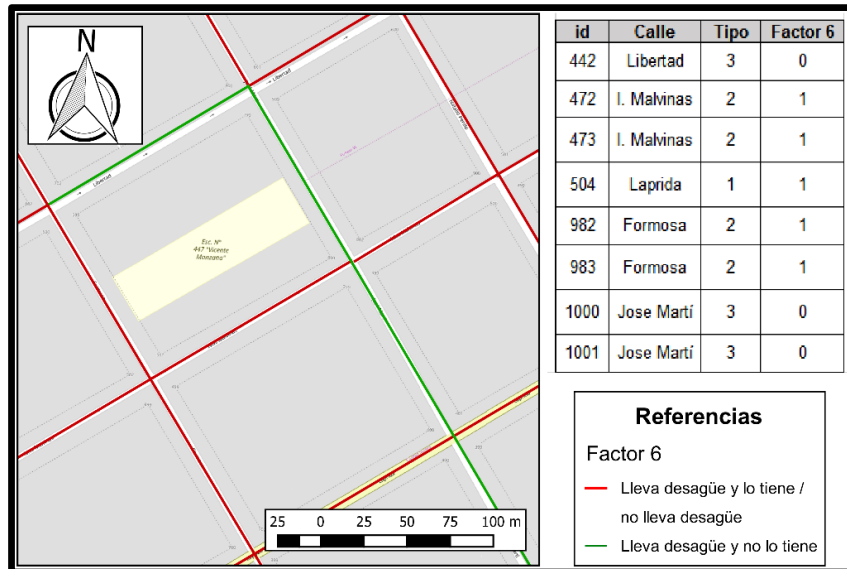 N
Libertad
Libertad
Esc. N°
447 "Vicente
Manzano"
25 0 25 50 75 100 m
id Calle Tipo Factor 6
442 Libertad 3 0
472 I. Malvinas 2 1
473 I. Malvinas 2 1
504 Laprida 1 1
982 Formosa 2 1
983 Formosa 2 1
1000 Jose Martí 3 0
1001 Jose Martí 3 0
Referencias
Factor 6
Lleva desagüe y lo tiene /
no lleva desagüe
Lleva desagüe y no lo tiene